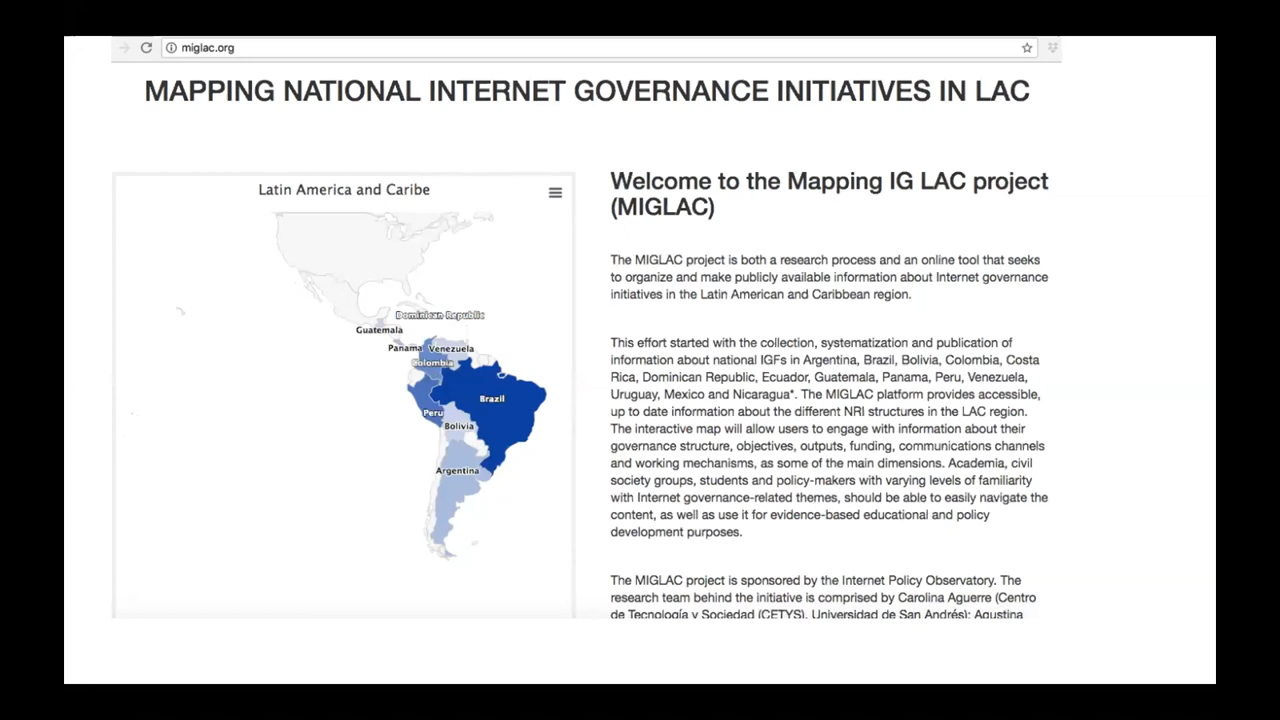 miglac.org
MAPPING NATIONAL INTERNET GOVERNANCE INITIATIVES IN LAC
Latin America and Caribe
Dominican Republic
Guatemala
Panama
Venezuela
Colombia
Brazil
Peru
Bolivia
Argentina
Welcome to the Mapping IG LAC project
(MIGLAC)
The MIGLAC project is both a research process and an online tool that seeks
to organize and make publicly available information about Internet governance
initiatives in the Latin American and Caribbean region.
This effort started with the collection, systematization and publication of
information about national IGFs in Argentina, Brazil, Bolivia, Colombia, Costa
Rica, Dominican Republic, Ecuador, Guatemala, Panama, Peru, Venezuela,
Uruguay, Mexico and Nicaragua*. The MIGLAC platform provides accessible,
up to date information about the different NRI structures in the LAC region.
The interactive map will allow users to engage with information about their
governance structure, objectives, outputs, funding, communications channels
and working mechanisms, as some of the main dimensions. Academia, civil
society groups, students and policy-makers with varying levels of familiarity
with Internet governance-related themes, should be able to easily navigate the
content, as well as use it for evidence-based educational and policy
development purposes.
The MIGLAC project is sponsored by the Internet Policy Observatory. The
research team behind the initiative is comprised by Carolina Aguerre (Centro
de Tecnología y Sociedad (CETYS), Universidad de San Andrés); Agustina